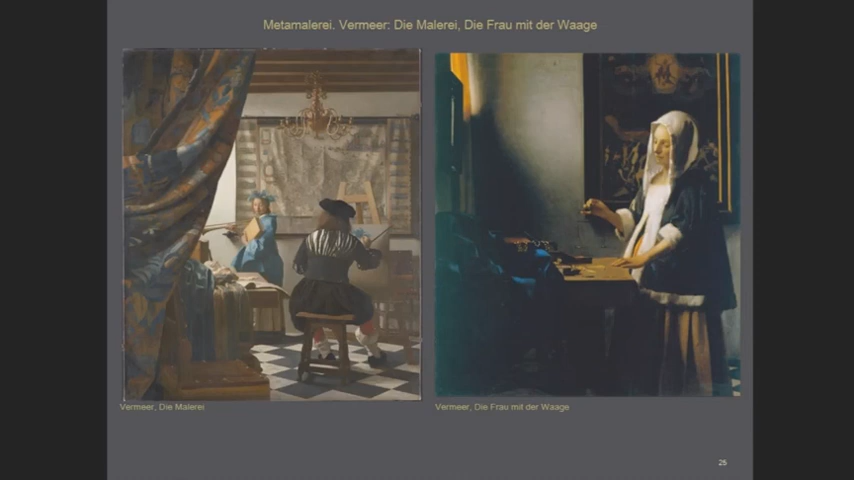 Metamalerei. Vermeer: Die Malerei, Die Frau mit der Waage
Vermeer, Die Malerei
Vermeer, Die Frau mit der Waage
25